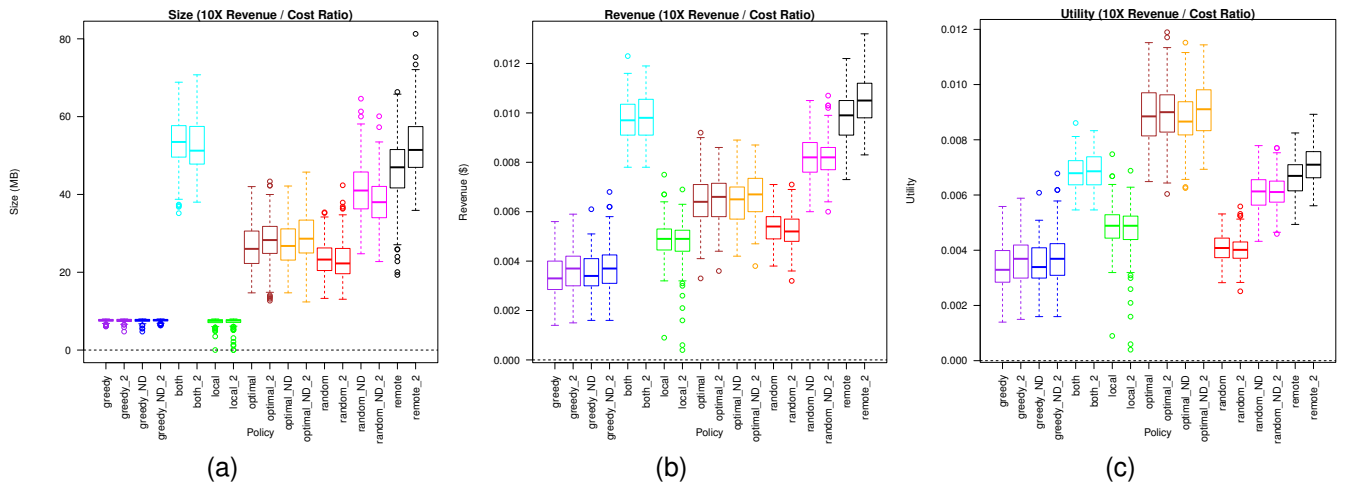 Size (10X Revenue / Cost Ratio)
Size (MB)
80
60
40
20
0
greedy
greedy_2
greedy_ND
greedy_ND_2
both
both_2
local
local_2
optimal
optimal_2
optimal_ND
optimal_ND_2
random
random_2
random_ND
random_ND_2
remote
remote_2
Policy
(a)
Revenue (10X Revenue / Cost Ratio)
Revenue ($)
0.012
0.010
0.008
0.006
0.004
0.002
0.000
greedy
greedy_2
greedy_ND
greedy_ND_2
both
both_2
local
local_2
optimal
optimal_2
optimal_ND
optimal_ND_2
random
random_2
random_ND
random_ND_2
remote
remote_2
Policy
(b)
Utility (10X Revenue / Cost Ratio)
Utility
0.012
0.010
0.008
0.006
0.004
0.002
0.000
greedy
greedy_2
greedy_ND
greedy_ND_2
both
both_2
local
local_2
optimal
optimal_2
optimal_ND
optimal_ND_2
random
random_2
random_ND
random_ND_2
remote
remote_2
Policy
(c)